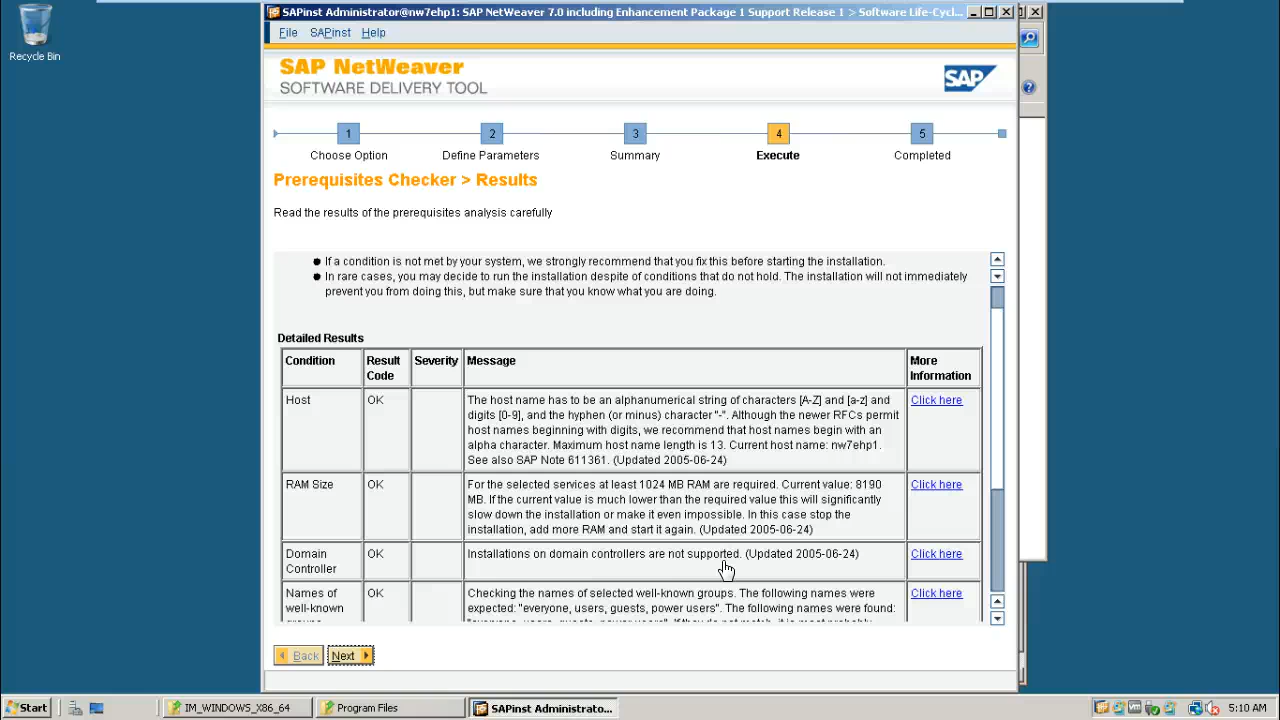 Recycle Bin
SAPinst Administrator@nw7ehp1: SAP NetWeaver 7.0 including Enhancement Package 1 Support Release 1 > Software Life-Cycl...
File SAPinst Help
SAP NetWeaver
SOFTWARE DELIVERY TOOL
SAP
1 2 3 4 5
Choose Option Define Parameters Summary Execute Completed
Prerequisites Checker > Results
Read the results of the prerequisites analysis carefully
If a condition is not met by your system, we strongly recommend that you fix this before starting the installation.
In rare cases, you may decide to run the installation despite of conditions that do not hold. The installation will not immediately
prevent you from doing this, but make sure that you know what you are doing.
Detailed Results
Condition Result Code Severity Message More Information
Host OK The host name has to be an alphanumerical string of characters [A-Z] and [a-z] and Click here
digits [0-9], and the hyphen (or minus) character "-". Although the newer RFCs permit
host names beginning with digits, we recommend that host names begin with an
alpha character. Maximum host name length is 13. Current host name: nw7ehp1.
See also SAP Note 611361. (Updated 2005-06-24)
RAM Size OK For the selected services at least 1024 MB RAM are required. Current value: 8190 Click here
MB. If the current value is much lower than the required value this will significantly
slow down the installation or make it even impossible. In this case stop the
installation, add more RAM and start it again. (Updated 2005-06-24)
Domain Controller OK Installations on domain controllers are not supported. (Updated 2005-06-24) Click here
Names of OK Checking the names of selected well-known groups. The following names were Click here
well-known expected: "everyone, users, guests, power users". The following names were found:
Back Next
Start IM_WINDOWS_X86_64 Program Files SAPinst Administrato... 5:10 AM